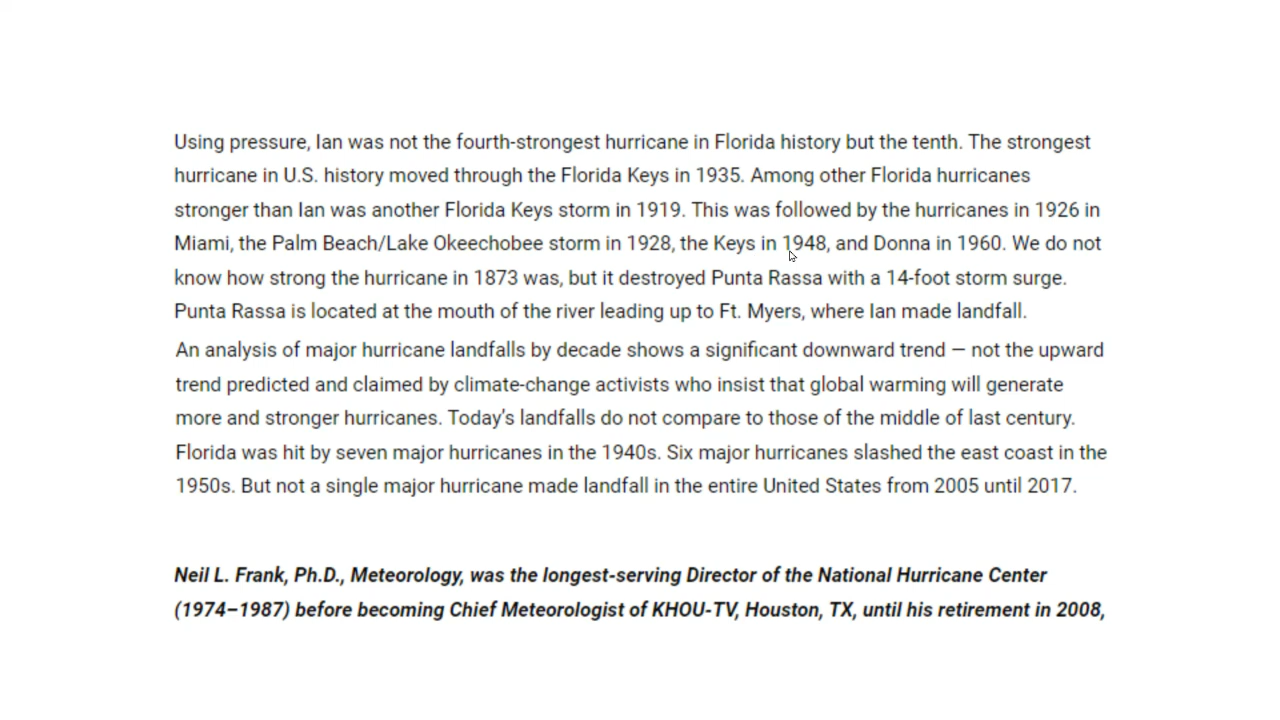 Using pressure, Ian was not the fourth-strongest hurricane in Florida history but the tenth. The strongest
hurricane in U.S. history moved through the Florida Keys in 1935. Among other Florida hurricanes
stronger than Ian was another Florida Keys storm in 1919. This was followed by the hurricanes in 1926 in
Miami, the Palm Beach/Lake Okeechobee storm in 1928, the Keys in 1948, and Donna in 1960. We do not
know how strong the hurricane in 1873 was, but it destroyed Punta Rassa with a 14-foot storm surge.
Punta Rassa is located at the mouth of the river leading up to Ft. Myers, where Ian made landfall.
An analysis of major hurricane landfalls by decade shows a significant downward trend — not the upward
trend predicted and claimed by climate-change activists who insist that global warming will generate
more and stronger hurricanes. Today's landfalls do not compare to those of the middle of last century.
Florida was hit by seven major hurricanes in the 1940s. Six major hurricanes slashed the east coast in the
1950s. But not a single major hurricane made landfall in the entire United States from 2005 until 2017.
Neil L. Frank, Ph.D., Meteorology, was the longest-serving Director of the National Hurricane Center
(1974–1987) before becoming Chief Meteorologist of KHOU-TV, Houston, TX, until his retirement in 2008,